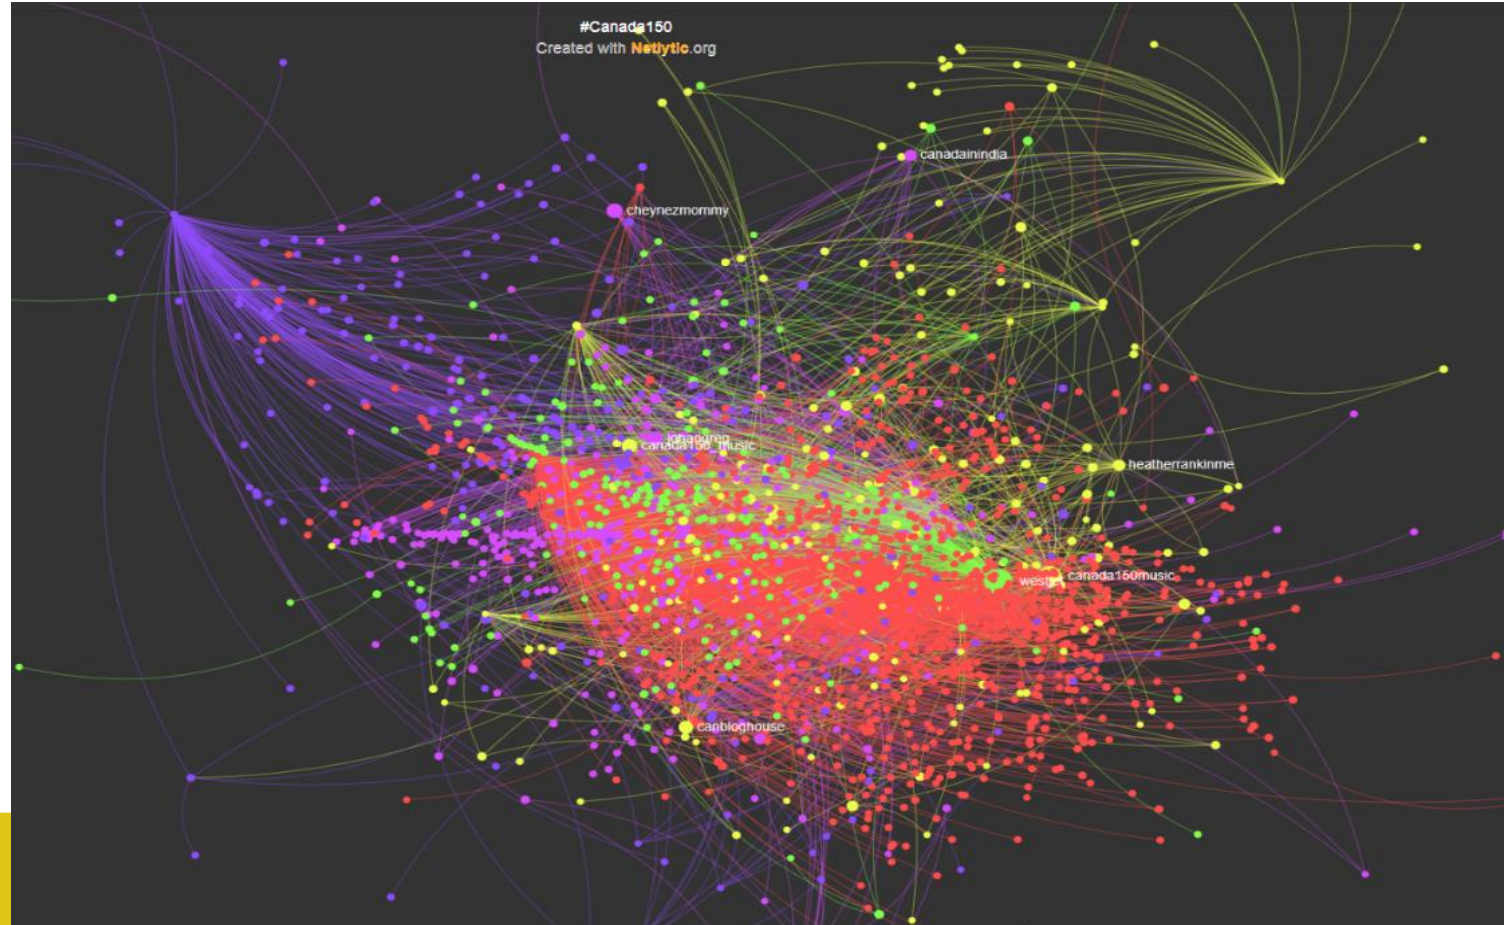 #Canada150
Created with Netlytic.org
canadainindia
cheynezmommy
canada150_music
heatherrankinme
canada150music
canbloghouse